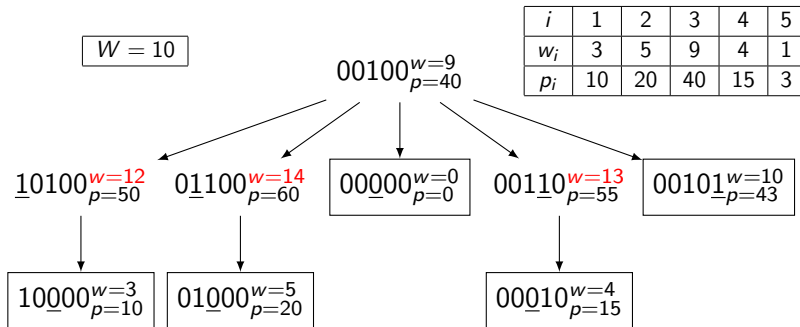 W = 10
i 1 2 3 4 5
w_i 3 5 9 4 1
p_i 10 20 40 15 3
00100 w=9 p=40
10100 w=12 p=50
01100 w=14 p=60
00000 w=0 p=0
00110 w=13 p=55
00101 w=10 p=43
10000 w=3 p=10
01000 w=5 p=20
00010 w=4 p=15